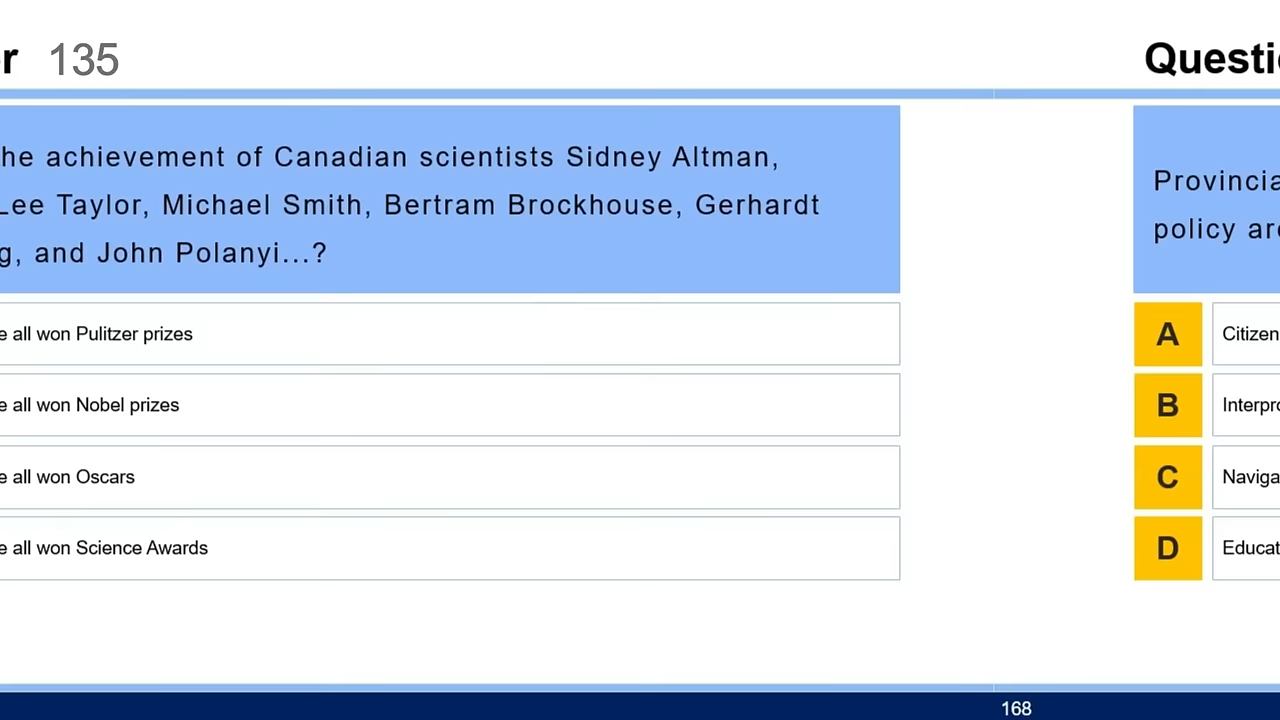 r 135
he achievement of Canadian scientists Sidney Altman,
Lee Taylor, Michael Smith, Bertram Brockhouse, Gerhardt
g, and John Polanyi...?
e all won Pulitzer prizes
e all won Nobel prizes
e all won Oscars
e all won Science Awards
Questi
Provincia
policy ar
A Citizen
B Interpr
C Naviga
D Educat
168